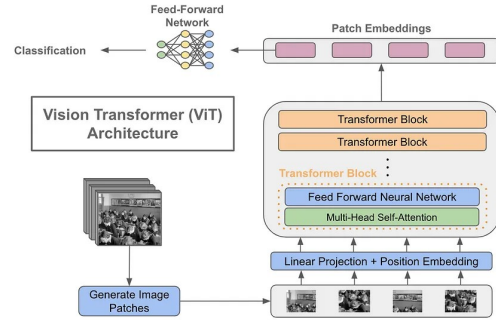 Feed-Forward
Network
Classification
Patch Embeddings
Vision Transformer (ViT)
Architecture
Transformer Block
Transformer Block
Transformer Block
Feed Forward Neural Network
Multi-Head Self-Attention
Linear Projection + Position Embedding
Generate Image
Patches